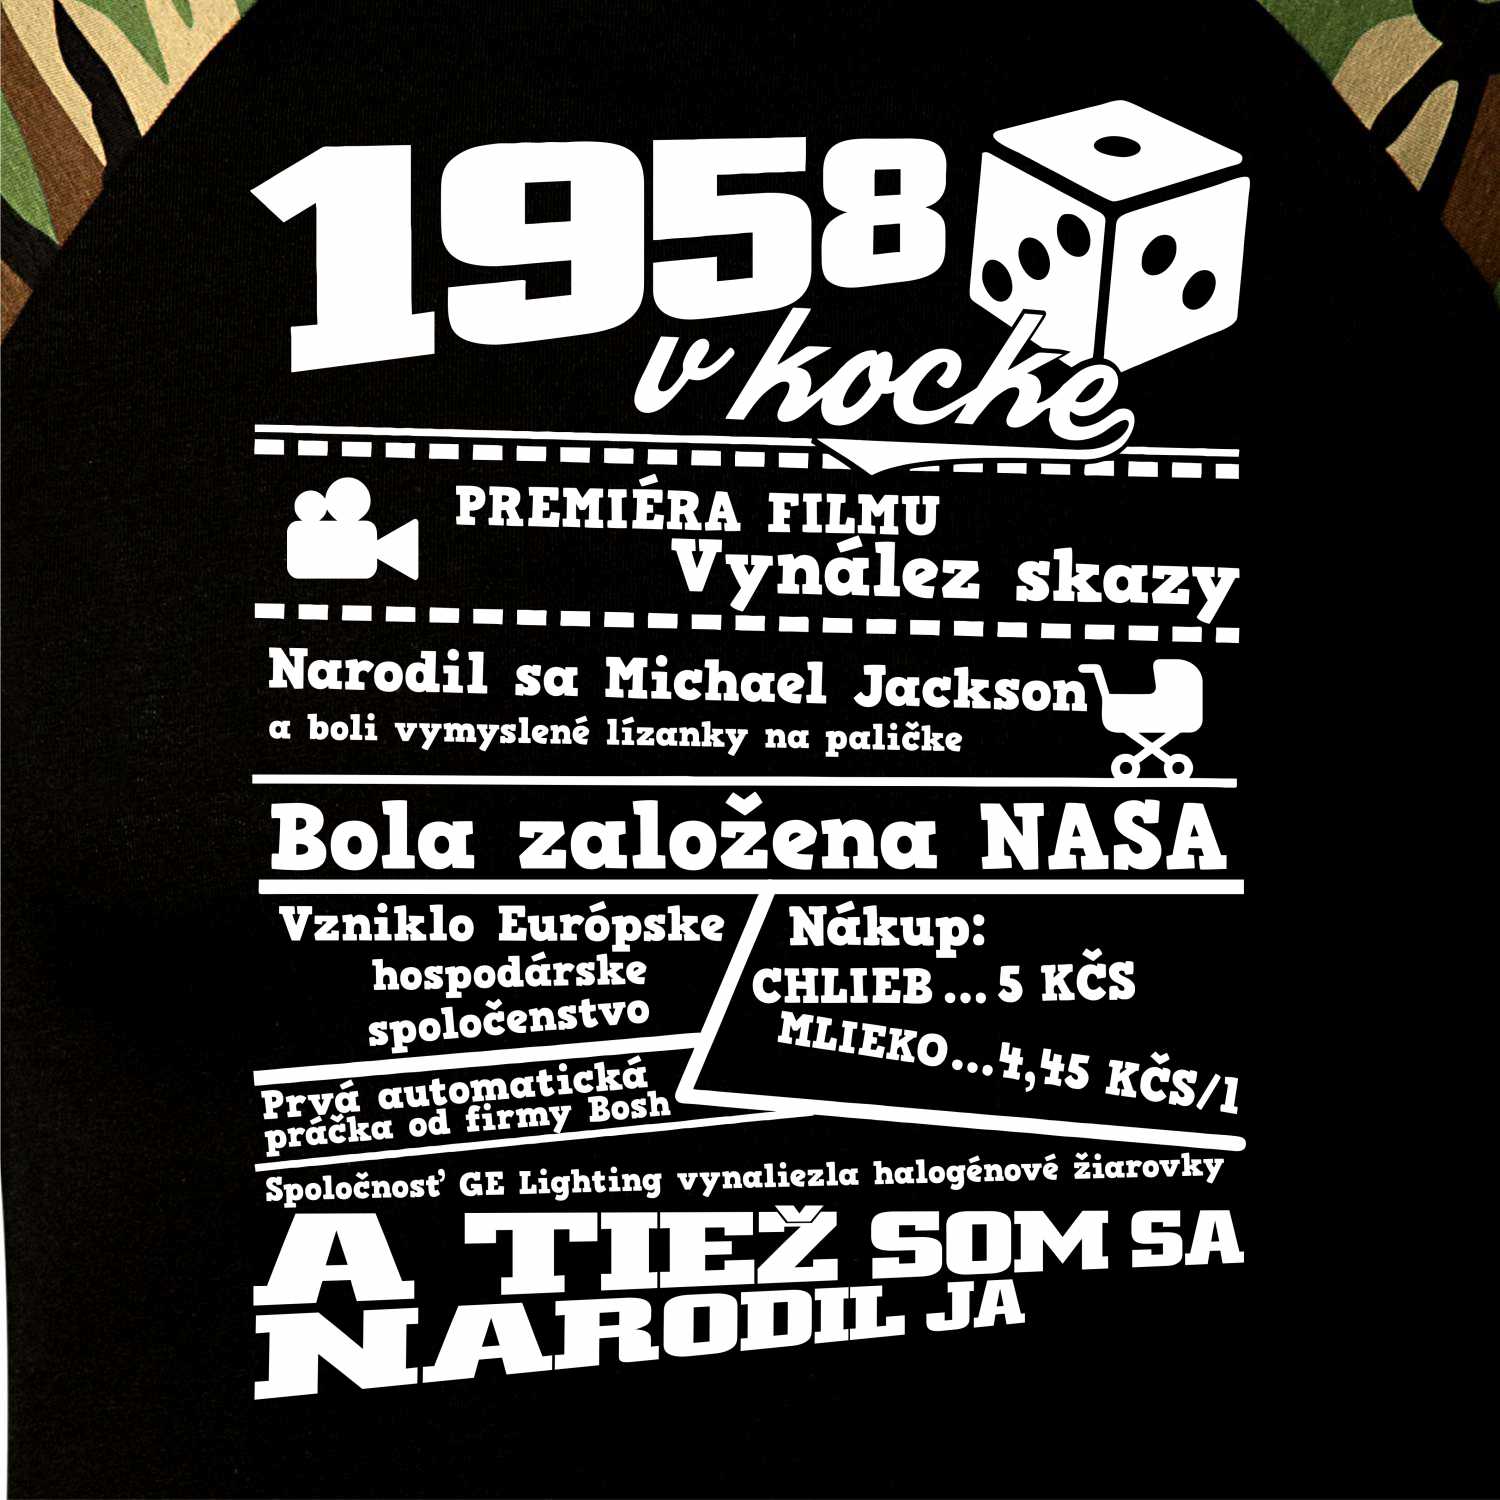 1958
v kocke
PREMIÉRA FILMU
Vynález skazy
Narodil sa Michael Jackson
a boli vymyslené lízanky na paličke
Bola založena NASA
Vzniklo Európske
hospodárske
spoločenstvo
Nákup:
CHLIEB... 5 KČS
MLIEKO...4,45 KČS/l
Prvá automatická
práčka od firmy Bosh
Spoločnosť GE Lighting vynaliezla halogénové žiarovky
A TIEŽ SOM SA
NARODIL JA